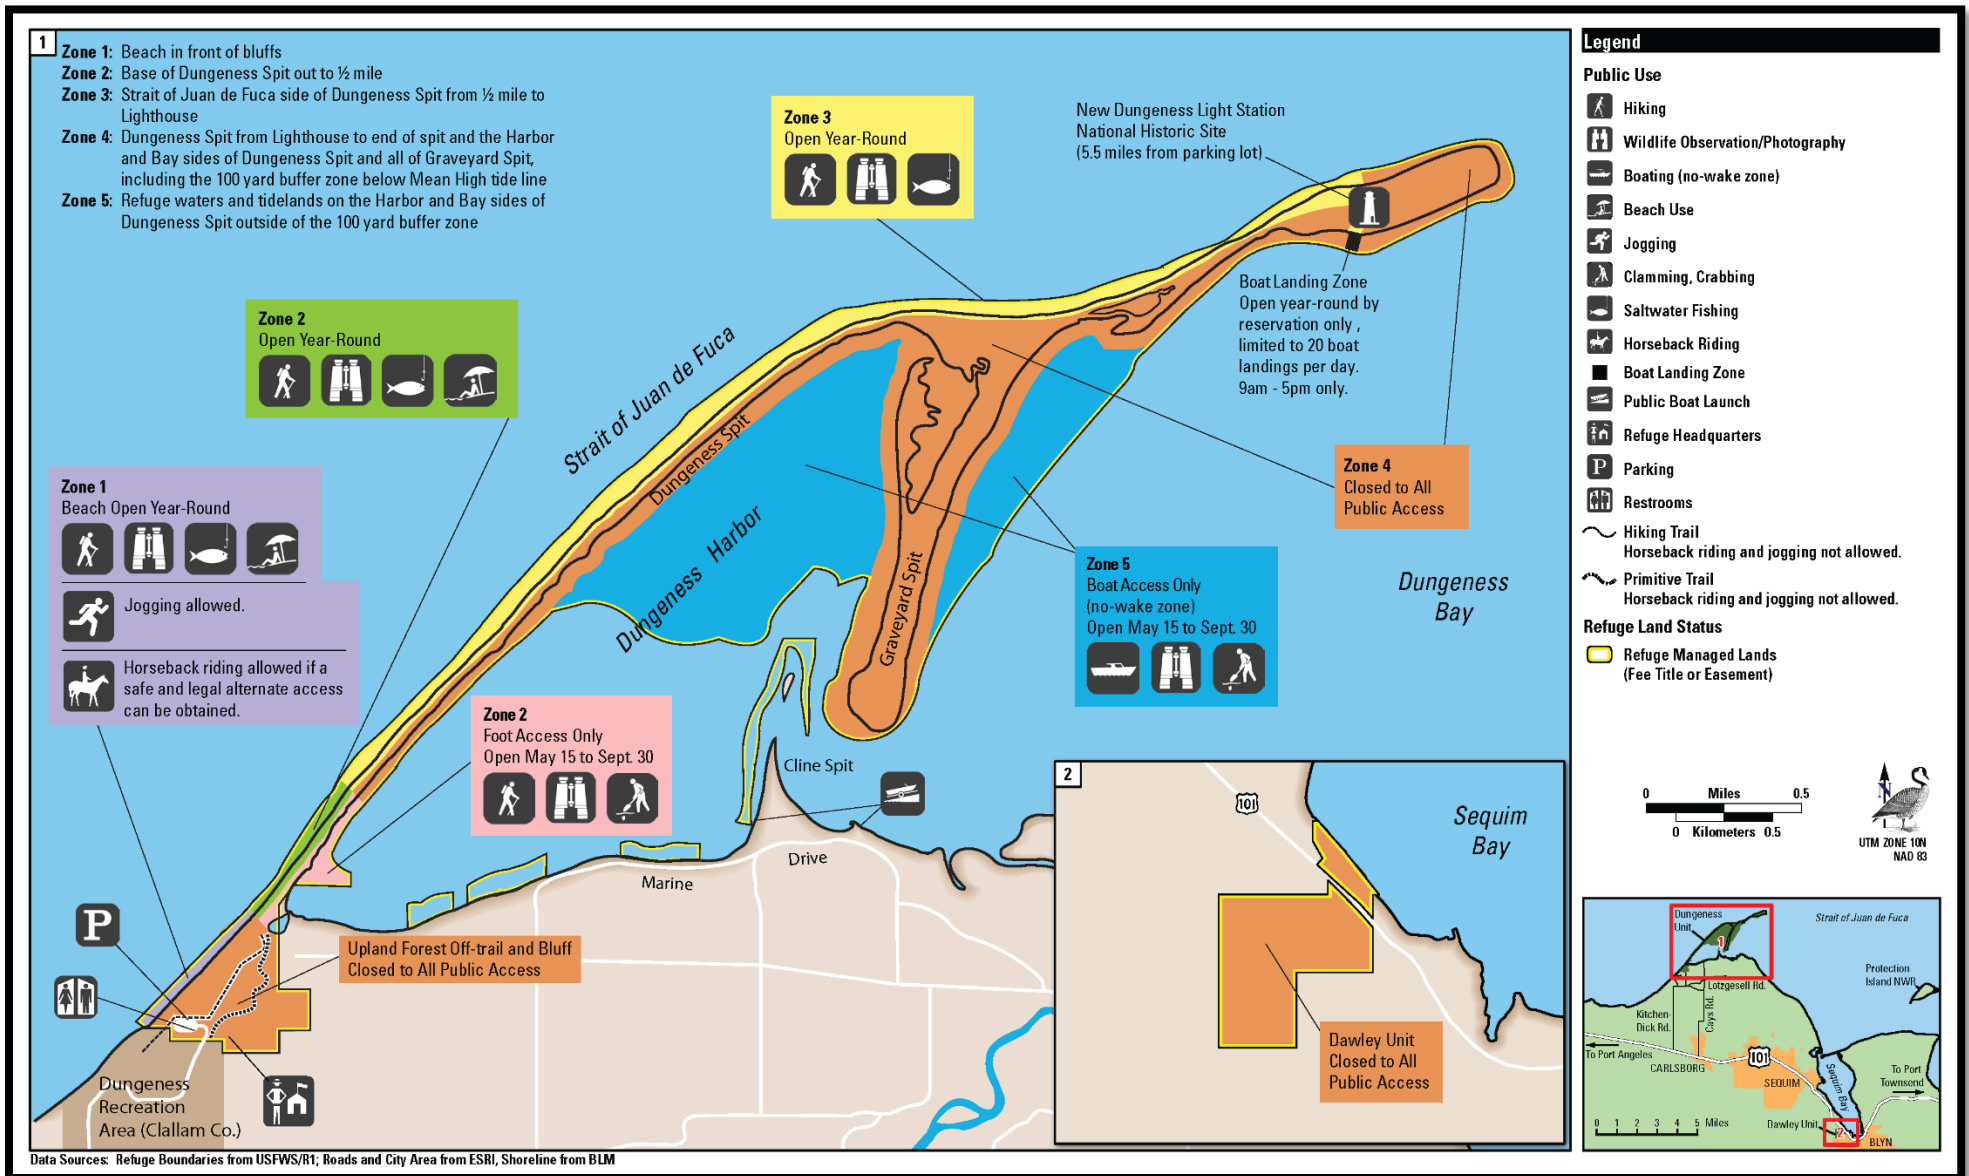 1
Zone 1: Beach in front of bluffs
Zone 2: Base of Dungeness Spit out to ½ mile
Zone 3: Strait of Juan de Fuca side of Dungeness Spit from ½ mile to
Lighthouse
Zone 4: Dungeness Spit from Lighthouse to end of spit and the Harbor
and Bay sides of Dungeness Spit and all of Graveyard Spit,
including the 100 yard buffer zone below Mean High tide line
Zone 5: Refuge waters and tidelands on the Harbor and Bay sides of
Dungeness Spit outside of the 100 yard buffer zone
Zone 3
Open Year-Round
New Dungeness Light Station
National Historic Site
(5.5 miles from parking lot)
Zone 2
Open Year-Round
Boat Landing Zone
Open year-round by
reservation only ,
limited to 20 boat
landings per day.
9am - 5pm only.
Strait of Juan de Fuca
Dungeness Spit
Dungeness Harbor
Graveyard Spit
Zone 4
Closed to All
Public Access
Zone 1
Beach Open Year-Round
Jogging allowed.
Horseback riding allowed if a
safe and legal alternate access
can be obtained.
Zone 5
Boat Access Only
(no-wake zone)
Open May 15 to Sept. 30
Dungeness
Bay
Zone 2
Foot Access Only
Open May 15 to Sept. 30
Cline Spit
Marine
Drive
P
Upland Forest Off-trail and Bluff
Closed to All Public Access
Dungeness
Recreation
Area (Clallam Co.)
2
101
Sequim
Bay
Dawley Unit
Closed to All
Public Access
Legend
Public Use
Hiking
Wildlife Observation/Photography
Boating (no-wake zone)
Beach Use
Jogging
Clamming, Crabbing
Saltwater Fishing
Horseback Riding
Boat Landing Zone
Public Boat Launch
Refuge Headquarters
P Parking
Restrooms
Hiking Trail
Horseback riding and jogging not allowed.
Primitive Trail
Horseback riding and jogging not allowed.
Refuge Land Status
Refuge Managed Lands
(Fee Title or Easement)
0 Miles 0.5
0 Kilometers 0.5
N
UTM ZONE 10N
NAD 83
Dungeness
Unit
1
Strait of Juan de Fuca
Protection
Island NWR
Lotzgesell Rd.
Kitchen-
Dick Rd.
Cays Rd.
To Port Angeles
CARLSBORG
101
SEQUIM
Sequim Bay
To Port
Townsend
0 1 2 3 4 5 Miles
Dawley Unit
2
BLYN
Data Sources: Refuge Boundaries from USFWS/R1; Roads and City Area from ESRI, Shoreline from BLM